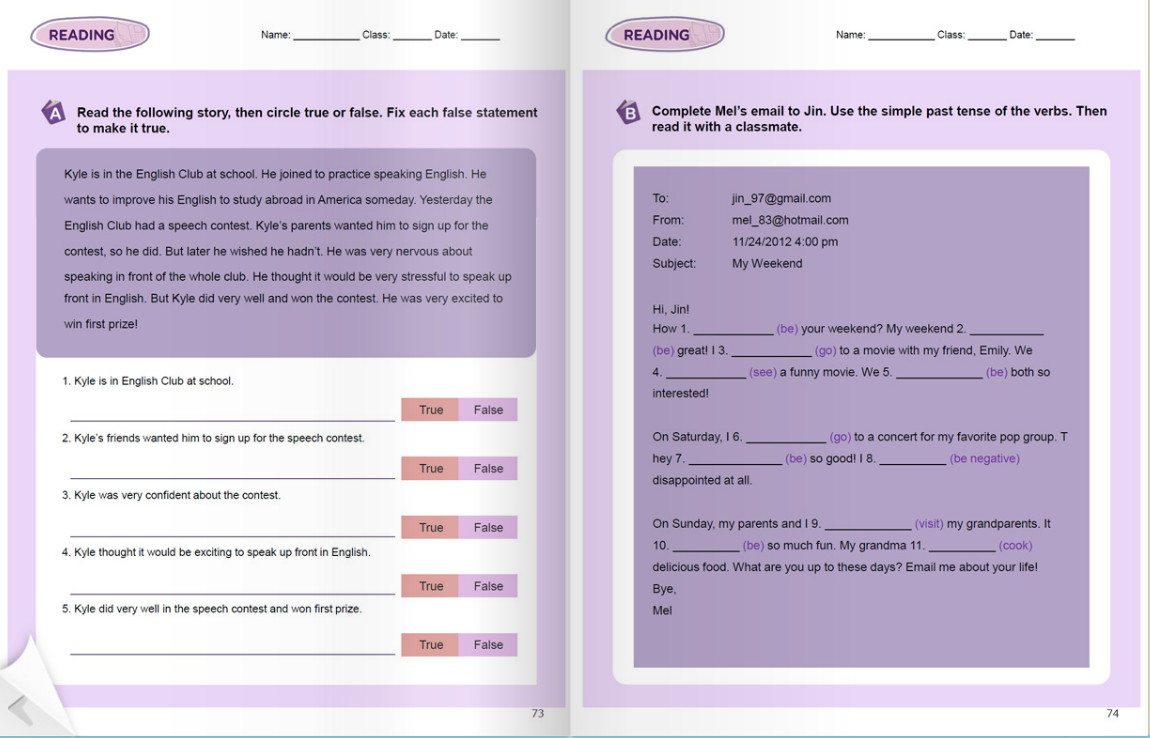 READING
Name: __________ Class: ______ Date: ______
A Read the following story, then circle true or false. Fix each false statement
to make it true.
Kyle is in the English Club at school. He joined to practice speaking English. He
wants to improve his English to study abroad in America someday. Yesterday the
English Club had a speech contest. Kyle's parents wanted him to sign up for the
contest, so he did. But later he wished he hadn't. He was very nervous about
speaking in front of the whole club. He thought it would be very stressful to speak up
front in English. But Kyle did very well and won the contest. He was very excited to
win first prize!
1. Kyle is in English Club at school.
True False
2. Kyle's friends wanted him to sign up for the speech contest.
True False
3. Kyle was very confident about the contest.
True False
4. Kyle thought it would be exciting to speak up front in English.
True False
5. Kyle did very well in the speech contest and won first prize.
True False
73
READING
Name: __________ Class: ______ Date: ______
B Complete Mel's email to Jin. Use the simple past tense of the verbs. Then
read it with a classmate.
To: jin_97@gmail.com
From: mel_83@hotmail.com
Date: 11/24/2012 4:00 pm
Subject: My Weekend
Hi, Jin!
How 1. ____________ (be) your weekend? My weekend 2. ___________
(be) great! I 3. ____________ (go) to a movie with my friend, Emily. We
4. ____________ (see) a funny movie. We 5. _____________ (be) both so
interested!
On Saturday, I 6. ____________ (go) to a concert for my favorite pop group. T
hey 7. ______________ (be) so good! I 8. __________ (be negative)
disappointed at all.
On Sunday, my parents and I 9. _____________ (visit) my grandparents. It
10. __________ (be) so much fun. My grandma 11. __________ (cook)
delicious food. What are you up to these days? Email me about your life!
Bye,
Mel
74